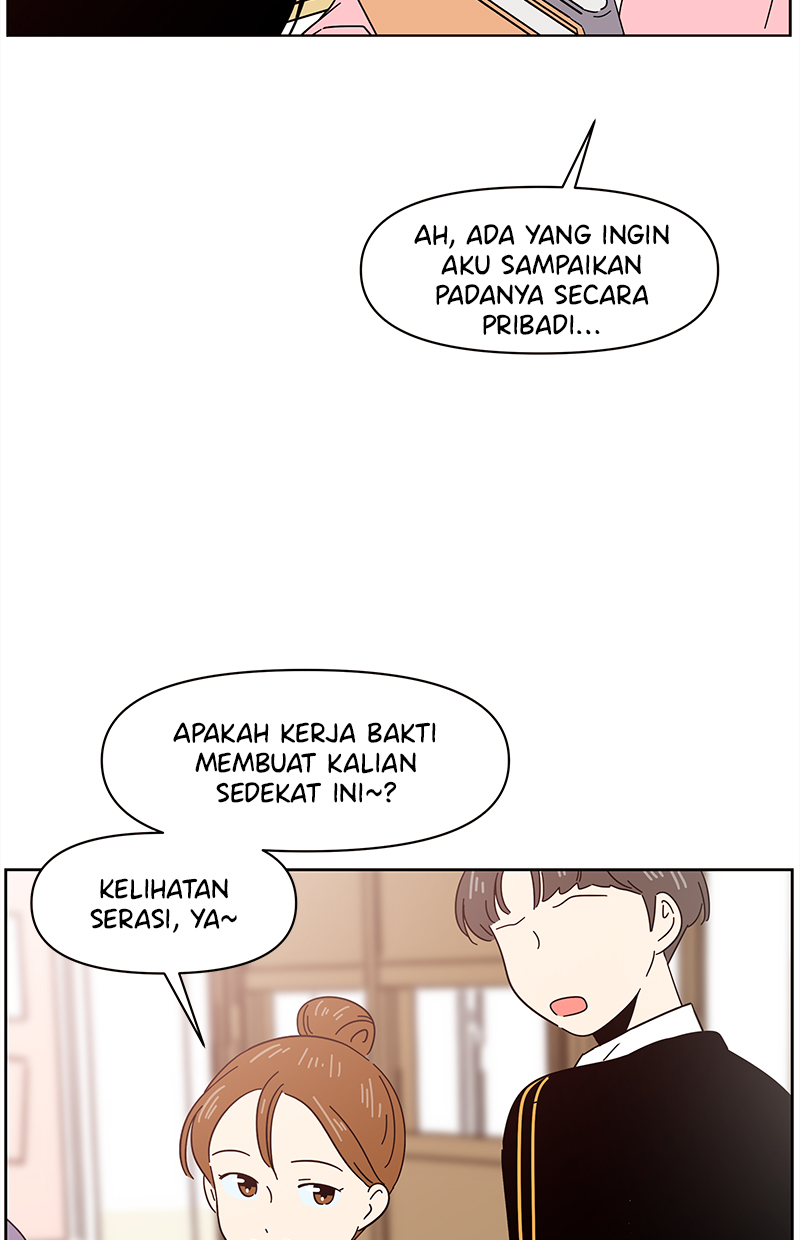 AH, ADA YANG INGIN
AKU SAMPAIKAN
PADANYA SECARA
PRIBADI...
APAKAH KERJA BAKTI
MEMBUAT KALIAN
SEDEKAT INI~?
KELIHATAN
SERASI, YA~